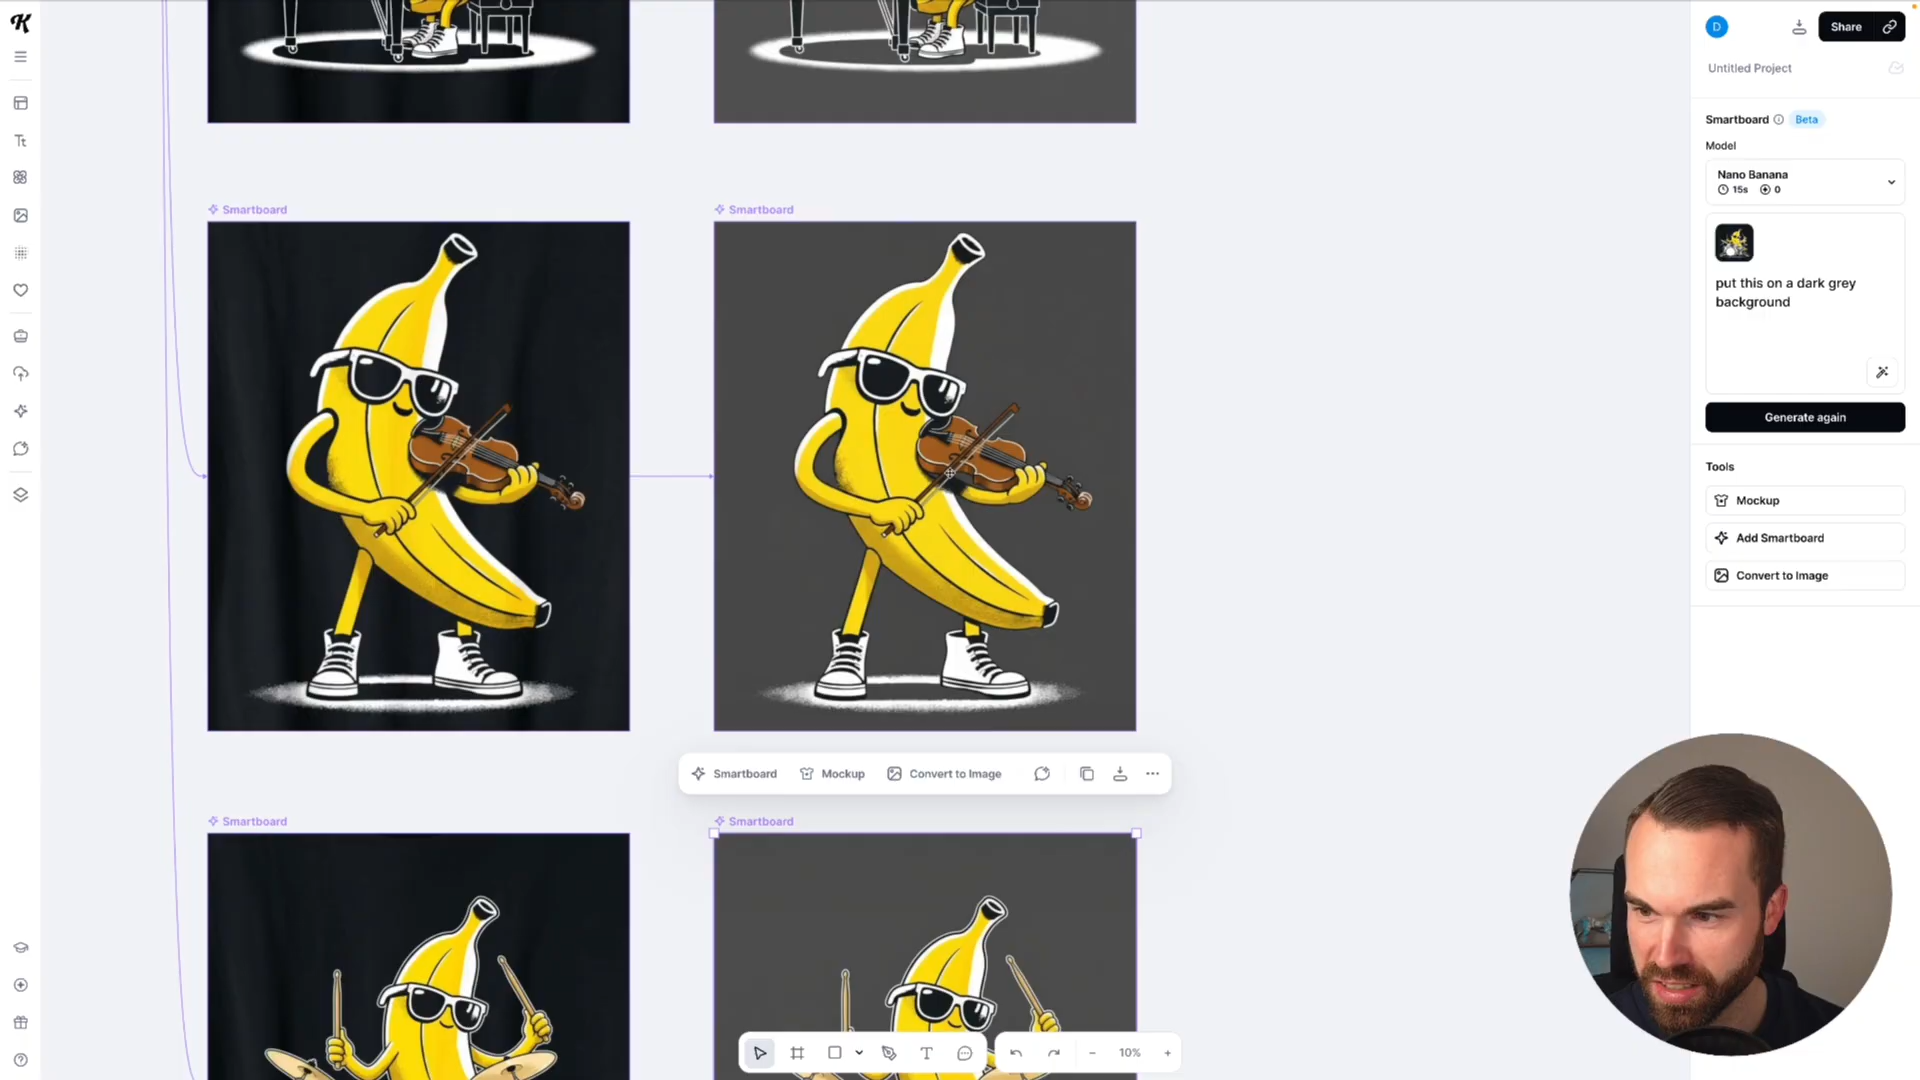 K
D
Share
Untitled Project
Smartboard
Beta
Model
Nano Banana
15s 0
put this on a dark grey
background
Generate again
Tools
Mockup
Add Smartboard
Convert to Image
Tt
Smartboard
Smartboard
Smartboard Mockup Convert to Image
Smartboard
Smartboard
T
10%